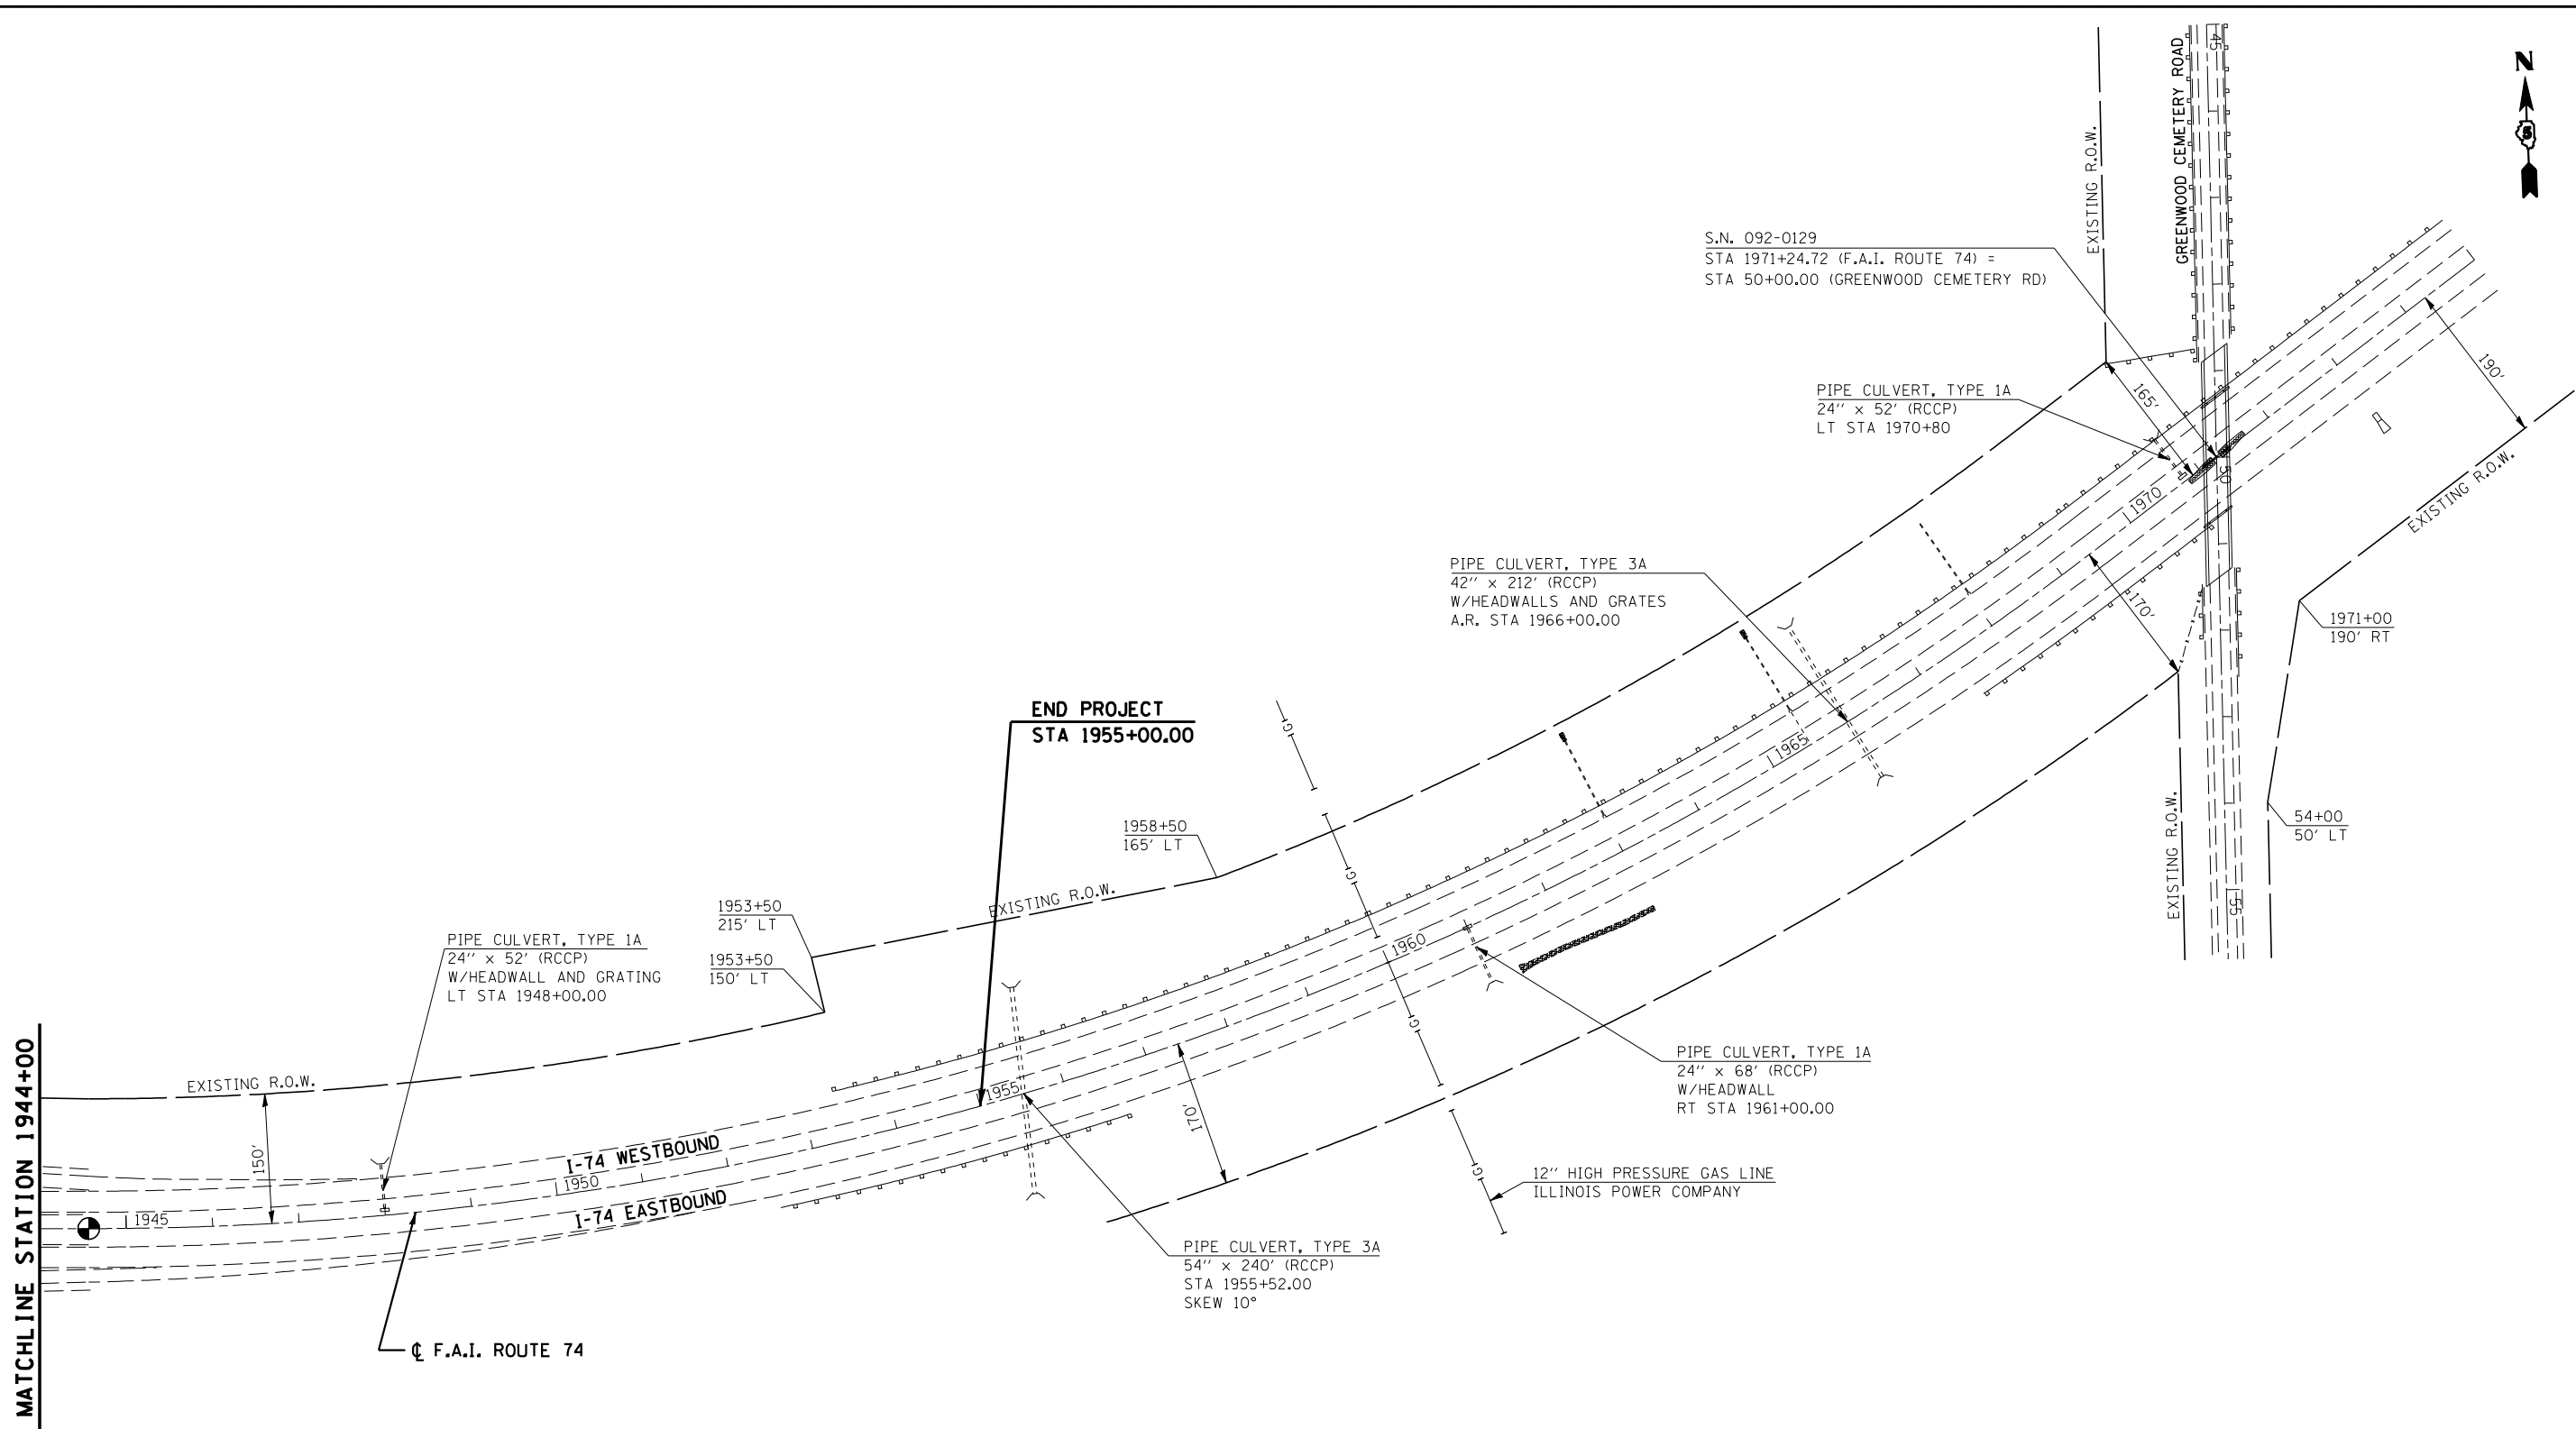 N
5
GREENWOOD CEMETERY ROAD
45
EXISTING R.O.W.
S.N. 092-0129
STA 1971+24.72 (F.A.I. ROUTE 74) =
STA 50+00.00 (GREENWOOD CEMETERY RD)
190'
165'
PIPE CULVERT, TYPE 1A
24'' x 52' (RCCP)
LT STA 1970+80
50
1970
EXISTING R.O.W.
PIPE CULVERT, TYPE 3A
42'' x 212' (RCCP)
W/HEADWALLS AND GRATES
A.R. STA 1966+00.00
170'
1971+00
190' RT
END PROJECT
STA 1955+00.00
G
1965
1958+50
165' LT
54+00
50' LT
EXISTING R.O.W.
55
G
EXISTING R.O.W.
1953+50
215' LT
1953+50
150' LT
PIPE CULVERT, TYPE 1A
24'' x 52' (RCCP)
W/HEADWALL AND GRATING
LT STA 1948+00.00
1960
G
PIPE CULVERT, TYPE 1A
24'' x 68' (RCCP)
W/HEADWALL
RT STA 1961+00.00
EXISTING R.O.W.
1955
170'
150'
I-74 WESTBOUND
1950
I-74 EASTBOUND
1945
G
12'' HIGH PRESSURE GAS LINE
ILLINOIS POWER COMPANY
PIPE CULVERT, TYPE 3A
54'' x 240' (RCCP)
STA 1955+52.00
SKEW 10°
℄ F.A.I. ROUTE 74
MATCHLINE STATION 1944+00